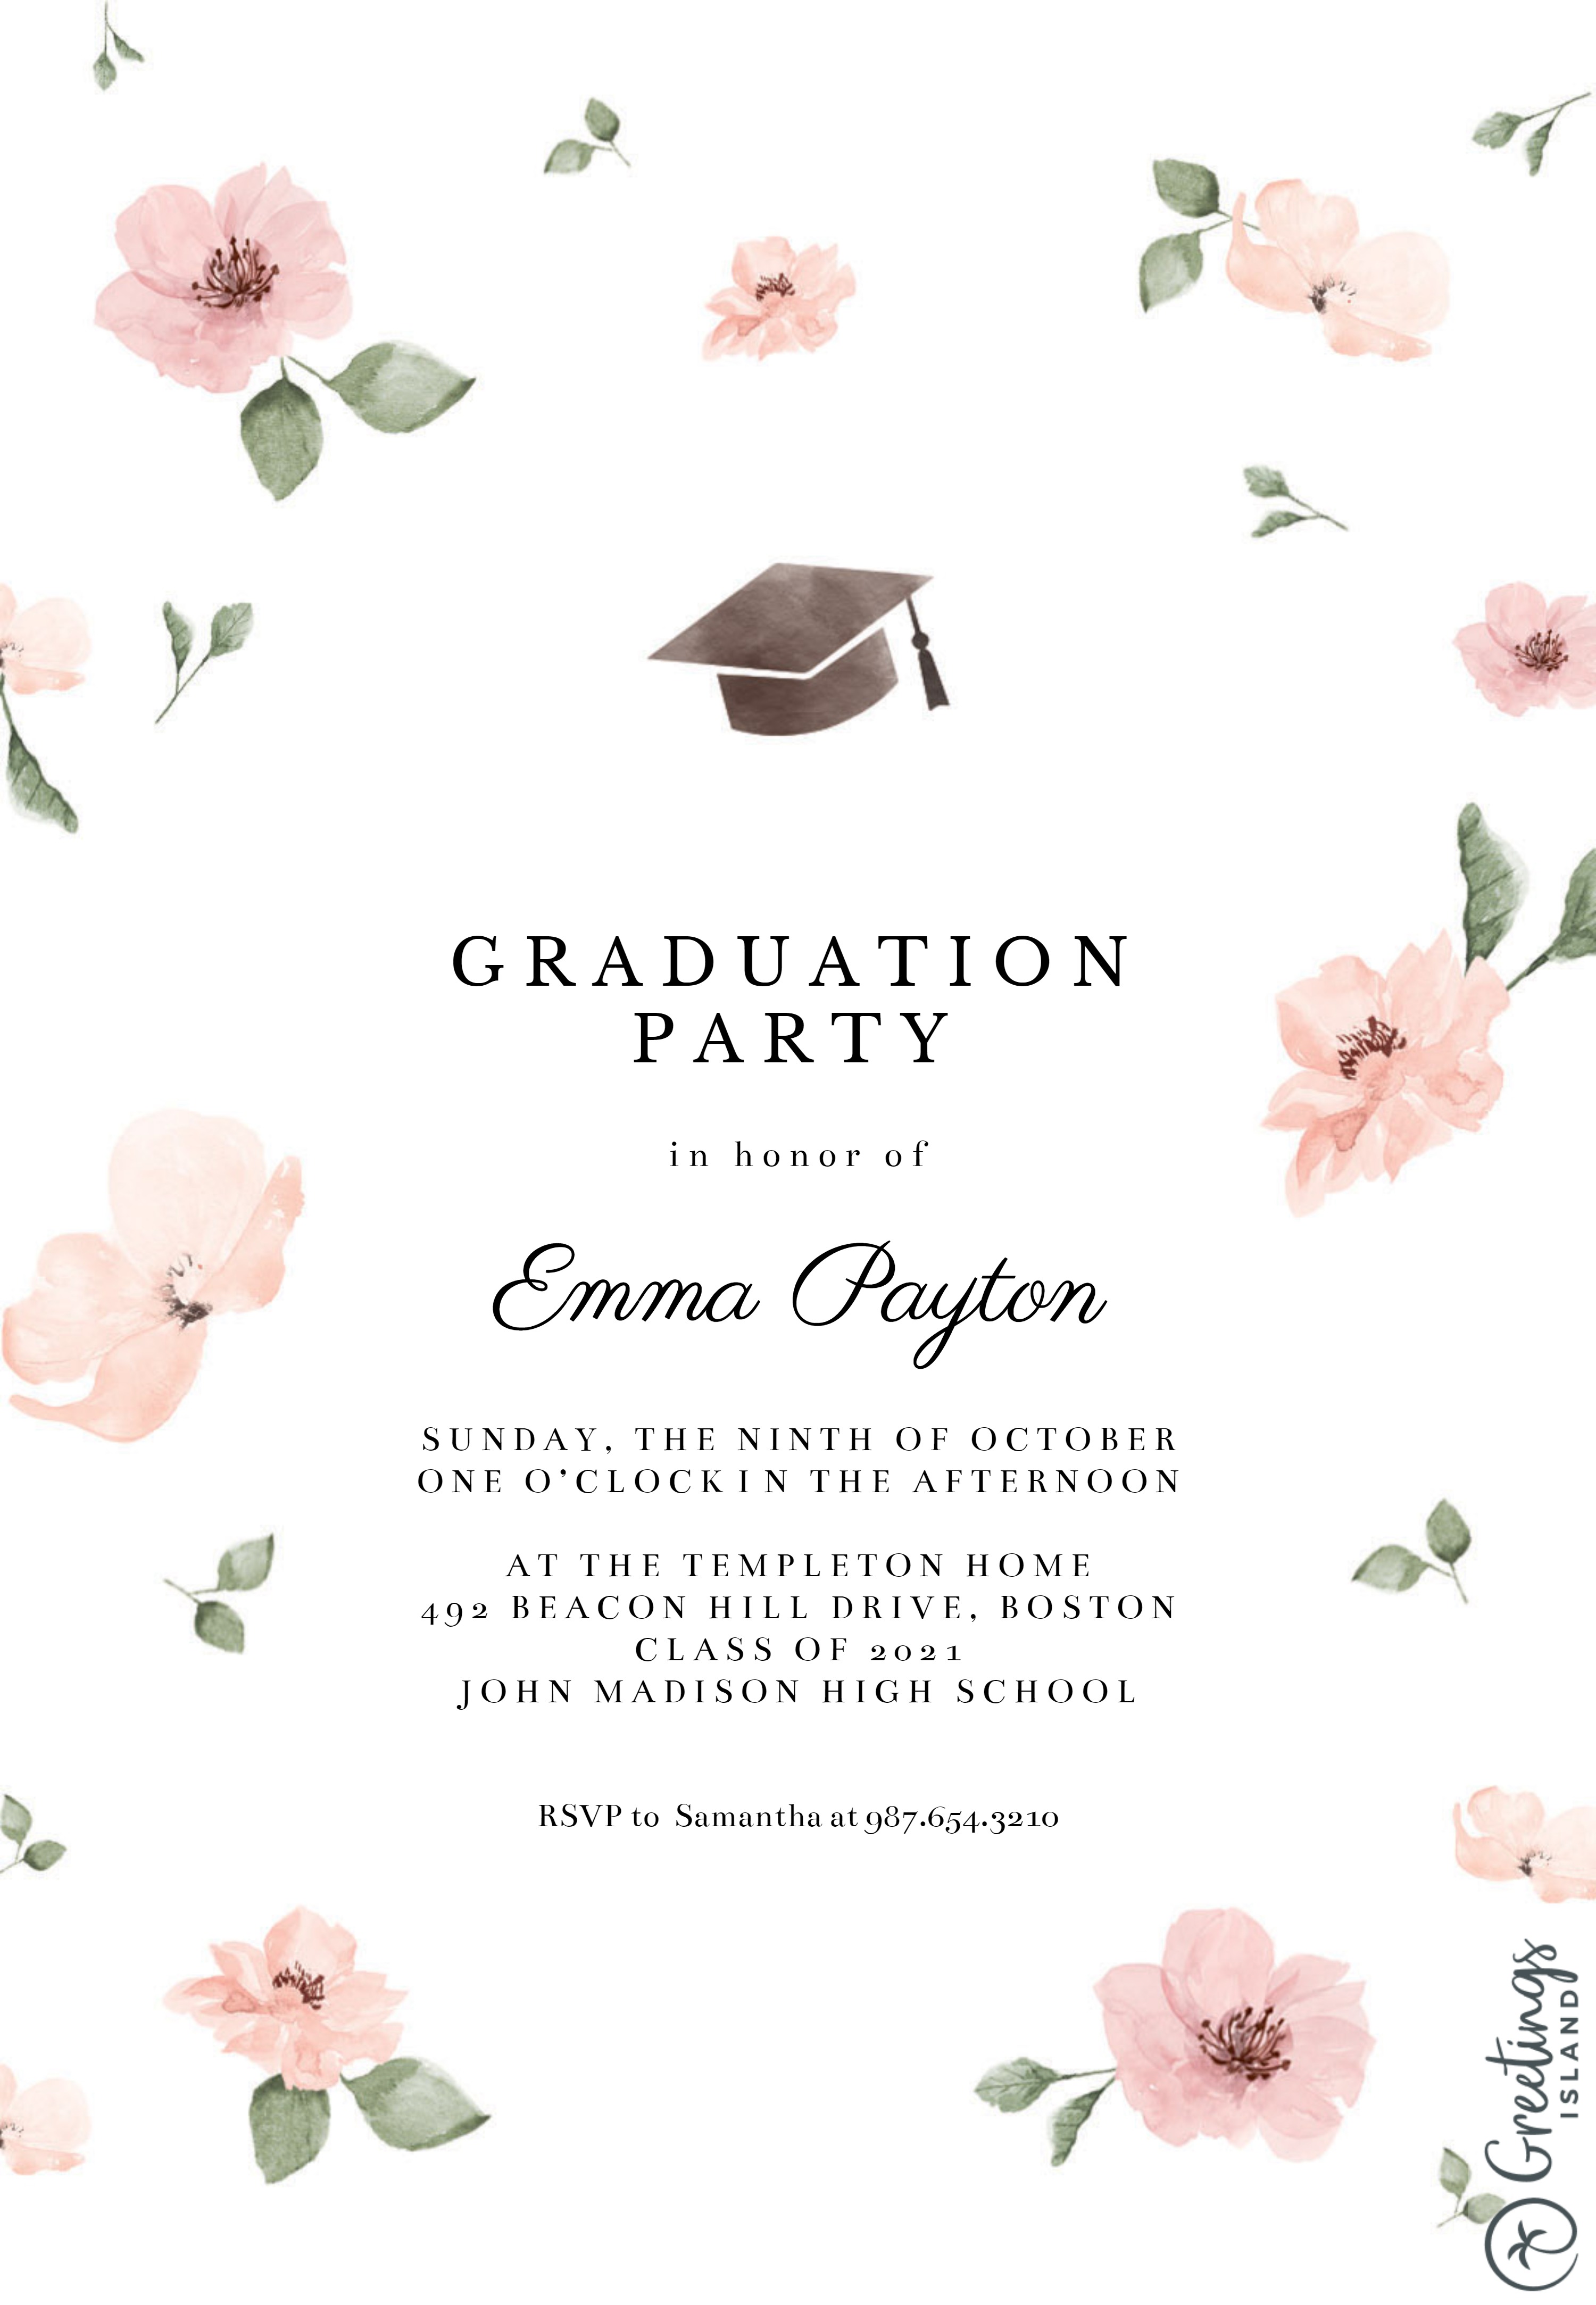 GRADUATION
PARTY
in honor of
Emma Payton
SUNDAY, THE NINTH OF OCTOBER
ONE O’CLOCK IN THE AFTERNOON
AT THE TEMPLETON HOME
492 BEACON HILL DRIVE, BOSTON
CLASS OF 2021
JOHN MADISON HIGH SCHOOL
RSVP to Samantha at 987.654.3210
Greetings
ISLAND